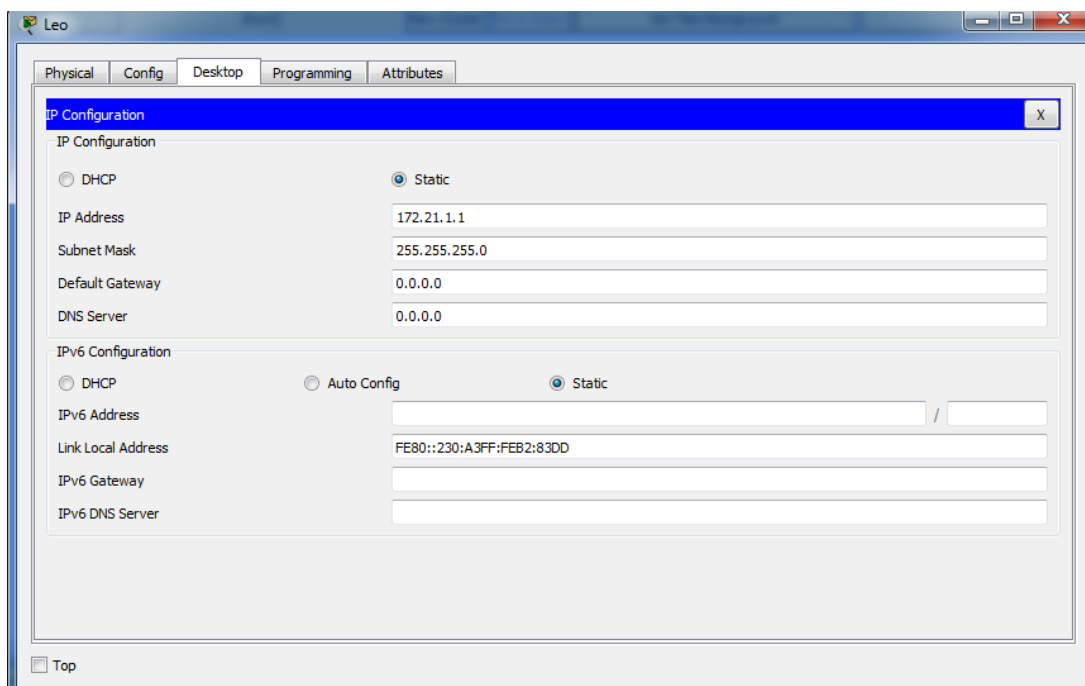 Leo
X
Physical Config Desktop Programming Attributes
IP Configuration
X
IP Configuration
DHCP Static
IP Address 172.21.1.1
Subnet Mask 255.255.255.0
Default Gateway 0.0.0.0
DNS Server 0.0.0.0
IPv6 Configuration
DHCP Auto Config Static
IPv6 Address /
Link Local Address FE80::230:A3FF:FEB2:83DD
IPv6 Gateway
IPv6 DNS Server
Top